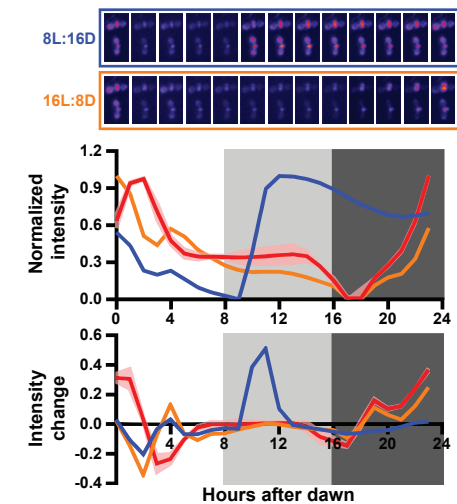 8L:16D
16L:8D
Normalized
intensity
1.2
0.9
0.6
0.3
0.0
0 4 8 12 16 20 24
Intensity
change
0.6
0.4
0.2
0.0
-0.2
-0.4
0 4 8 12 16 20 24
Hours after dawn